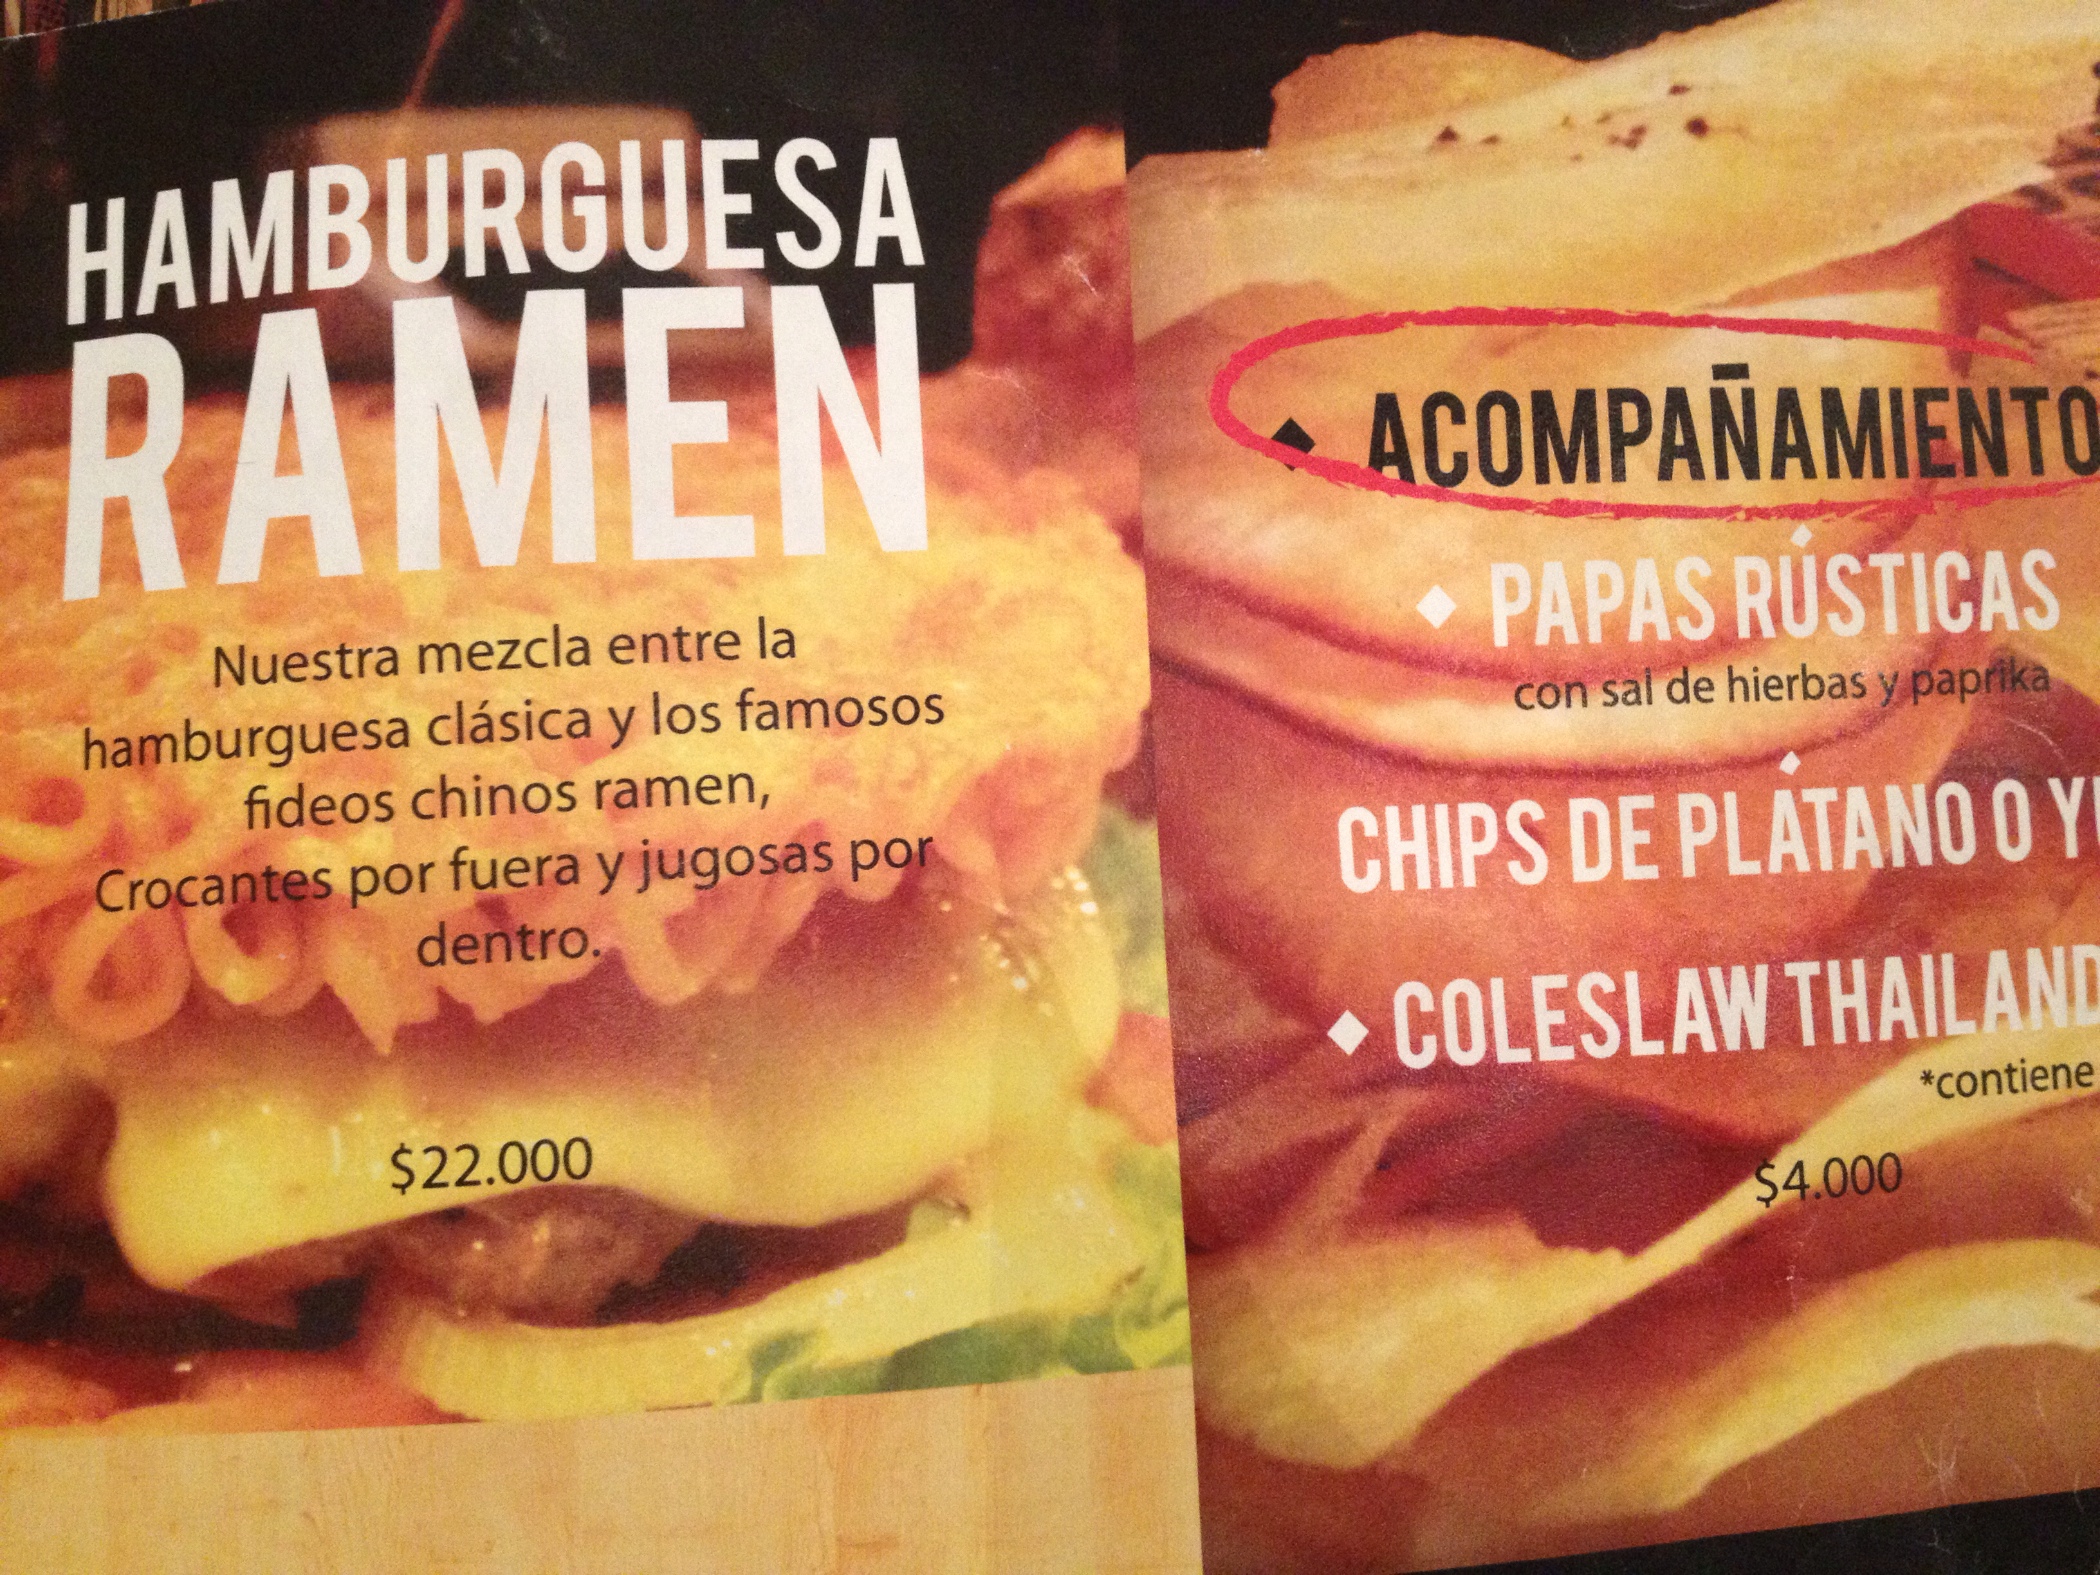 HAMBURGUESA
RAMEN
Nuestra mezcla entre la
hamburguesa clásica y los famosos
fideos chinos ramen,
Crocantes por fuera y jugosas por
dentro.
$22.000
ACOMPAÑAMIENTO
PAPAS RÚSTICAS
con sal de hierbas y paprika
CHIPS DE PLÁTANO O
COLESLAW THAILAND
*contiene
$4.000